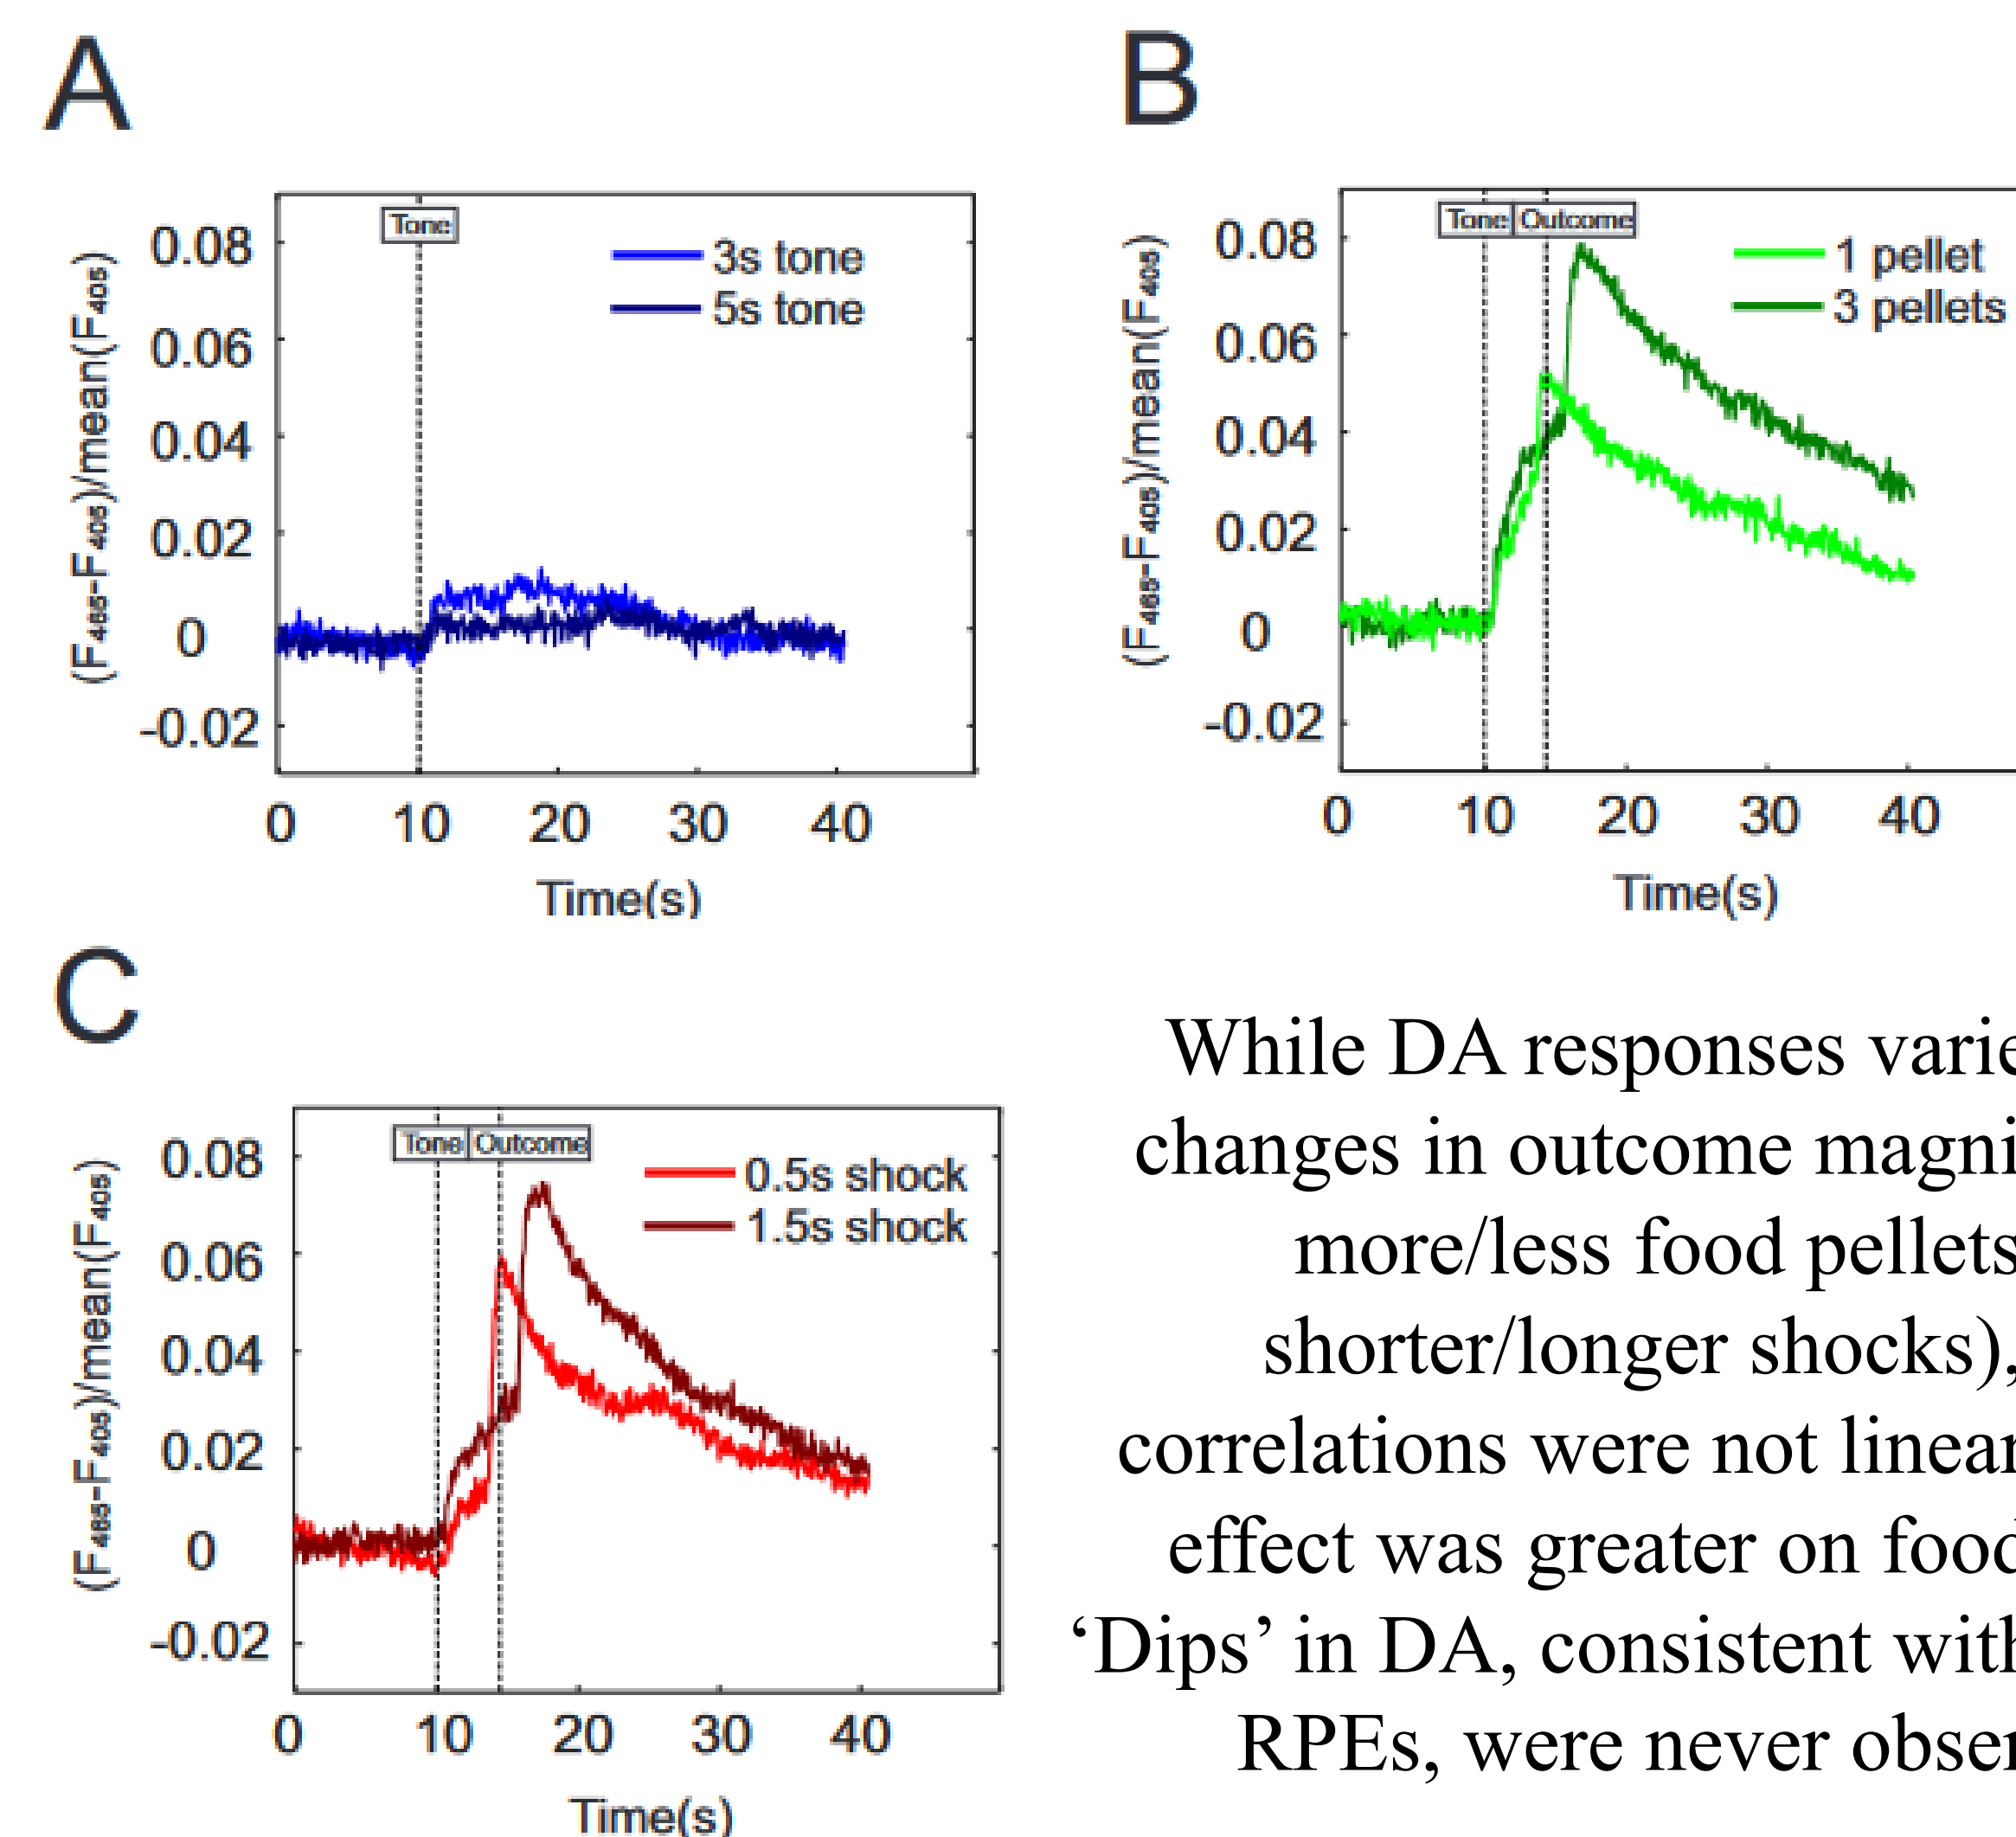 A
Tone
3s tone
5s tone
(F₄₆₅-F₄₀₅)/mean(F₄₀₅)
0.08
0.06
0.04
0.02
0
-0.02
0 10 20 30 40
Time(s)
B
Tone Outcome
1 pellet
3 pellets
(F₄₆₅-F₄₀₅)/mean(F₄₀₅)
0.08
0.06
0.04
0.02
0
-0.02
0 10 20 30 40
Time(s)
C
Tone Outcome
0.5s shock
1.5s shock
(F₄₆₅-F₄₀₅)/mean(F₄₀₅)
0.08
0.06
0.04
0.02
0
-0.02
0 10 20 30 40
Time(s)
While DA responses varie
changes in outcome magni
more/less food pellets
shorter/longer shocks),
correlations were not linear
effect was greater on food
‘Dips’ in DA, consistent with
RPEs, were never obser